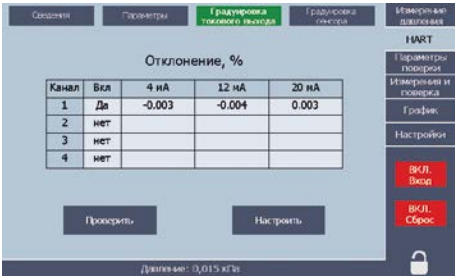 Сведения
Параметры
Градуировка
токового выхода
Градуировка
сенсора
Измерение
давления
HART
Параметры
поверки
Измерения и
поверка
График
Настройки
ВКЛ.
Вход
ВКЛ.
Сброс
Отклонение, %
Канал Вкл 4 мА 12 мА 20 мА
1 Да -0.003 -0.004 0.003
2 нет
3 нет
4 нет
Проверить
Настроить
Давление: 0,015 кПа